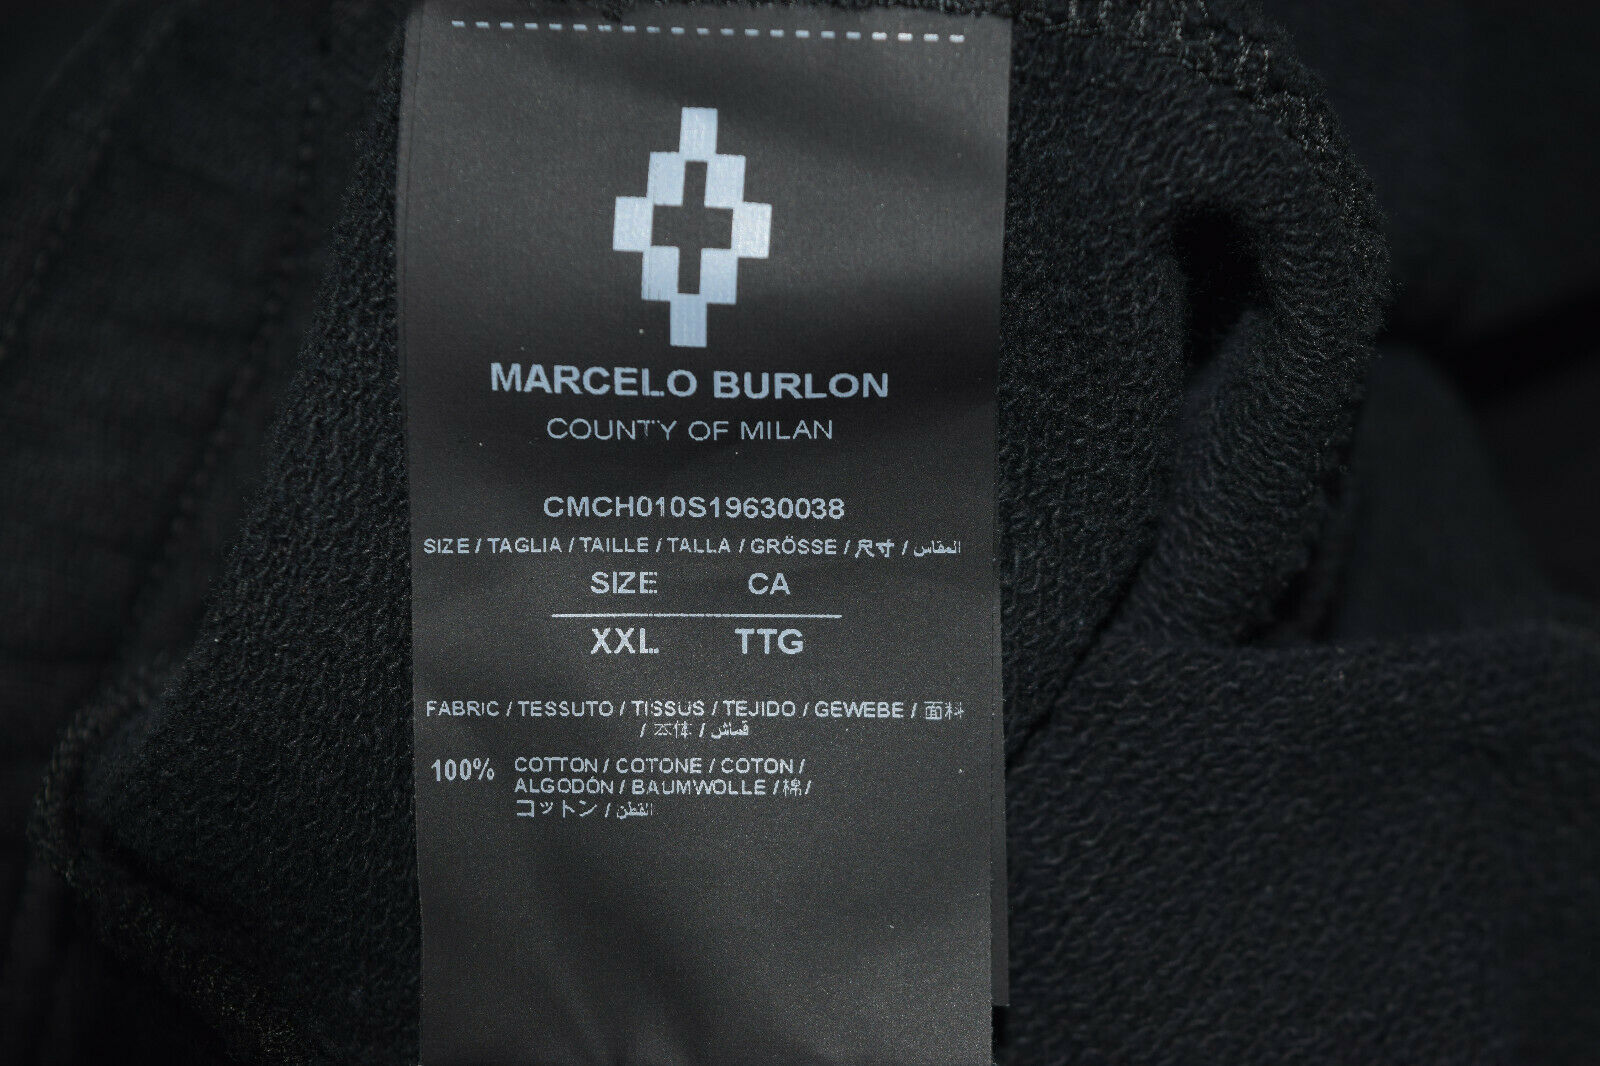 MARCELO BURLON
COUNTY OF MILAN
CMCH010S19630038
SIZE / TAGLIA / TAILLE / TALLA / GRÖSSE / 尺寸 / المقاس
SIZE CA
XXL TTG
FABRIC / TESSUTO / TISSUS / TEJIDO / GEWEBE / 面料
/ 本体 / قماش
100% COTTON / COTONE / COTON /
ALGODÓN / BAUMWOLLE / 棉 /
コットン / القطن